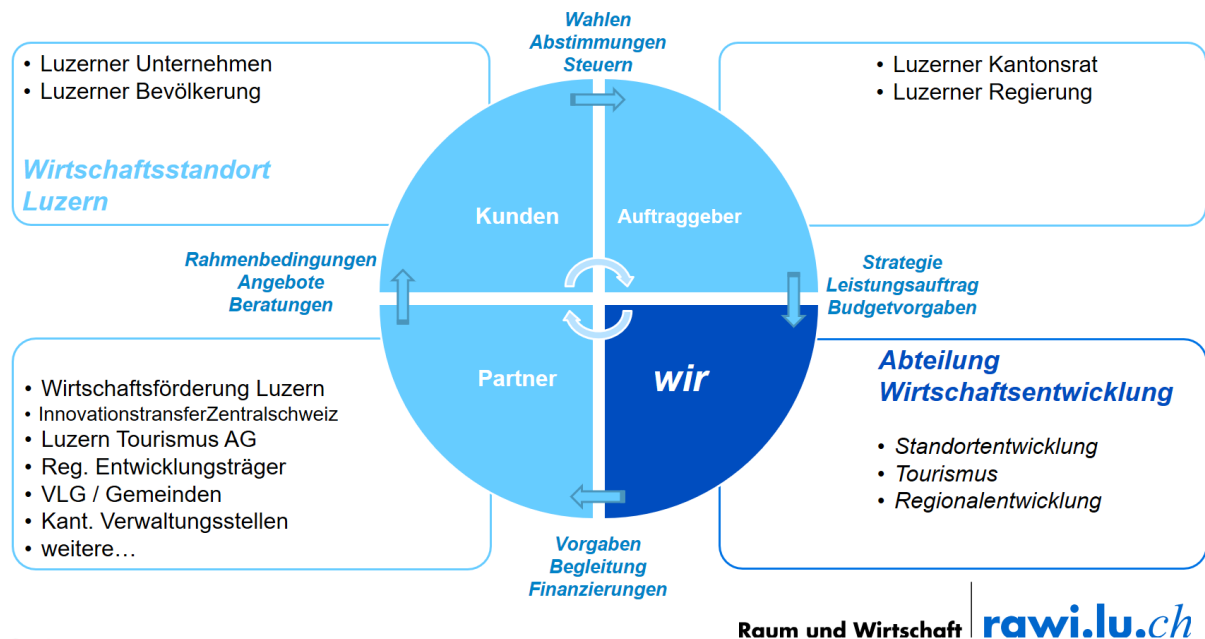 Wahlen
Abstimmungen
Steuern
• Luzerner Unternehmen
• Luzerner Bevölkerung
Wirtschaftsstandort
Luzern
• Luzerner Kantonsrat
• Luzerner Regierung
Kunden
Auftraggeber
Rahmenbedingungen
Angebote
Beratungen
Strategie
Leistungsauftrag
Budgetvorgaben
• Wirtschaftsförderung Luzern
• InnovationstransferZentralschweiz
• Luzern Tourismus AG
• Reg. Entwicklungsträger
• VLG / Gemeinden
• Kant. Verwaltungsstellen
• weitere…
Partner
wir
Abteilung
Wirtschaftsentwicklung
• Standortentwicklung
• Tourismus
• Regionalentwicklung
Vorgaben
Begleitung
Finanzierungen
Raum und Wirtschaft rawi.lu.ch